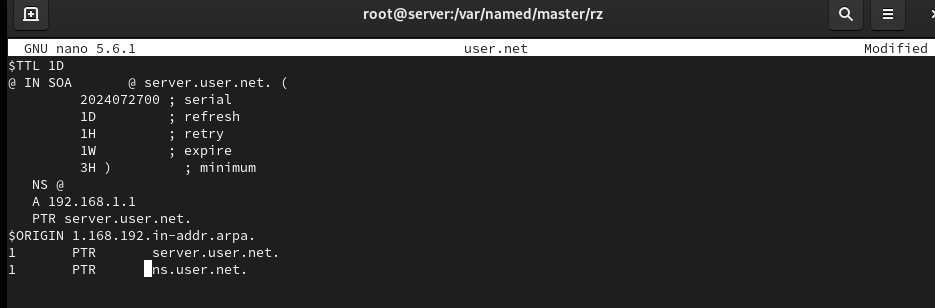 root@server:/var/named/master/rz
GNU nano 5.6.1 user.net Modified
$TTL 1D
@ IN SOA @ server.user.net. (
2024072700 ; serial
1D ; refresh
1H ; retry
1W ; expire
3H ) ; minimum
NS @
A 192.168.1.1
PTR server.user.net.
$ORIGIN 1.168.192.in-addr.arpa.
1 PTR server.user.net.
1 PTR ns.user.net.